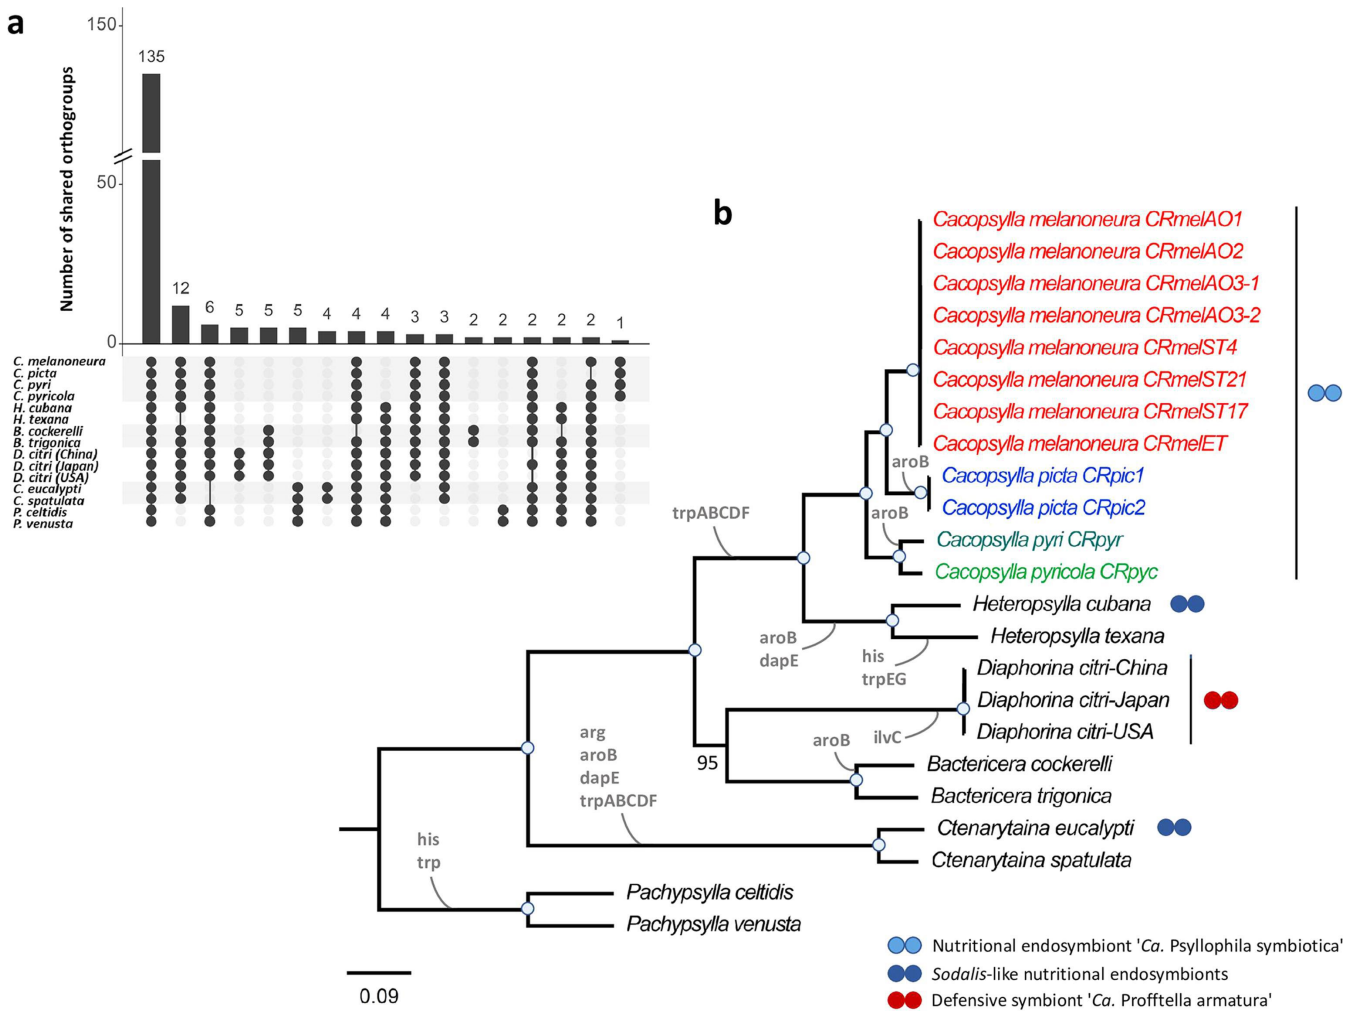 a
150
135
Number of shared orthogroups
50
12
6
5
5
5
4
4
4
3
3
2
2
2
2
2
1
0
C. melanoneura
C. picta
C. pyri
C. pyricola
H. cubana
H. texana
B. cockerelli
B. trigonica
D. citri (China)
D. citri (Japan)
D. citri (USA)
C. eucalypti
C. spatulata
P. celtidis
P. venusta
b
Cacopsylla melanoneura CRmelAO1
Cacopsylla melanoneura CRmelAO2
Cacopsylla melanoneura CRmelAO3-1
Cacopsylla melanoneura CRmelAO3-2
Cacopsylla melanoneura CRmelST4
Cacopsylla melanoneura CRmelST21
Cacopsylla melanoneura CRmelST17
Cacopsylla melanoneura CRmelET
aroB
Cacopsylla picta CRpic1
Cacopsylla picta CRpic2
aroB
trpABCDF
Cacopsylla pyri CRpyr
Cacopsylla pyricola CRpyc
Heteropsylla cubana
Heteropsylla texana
aroB
dapE
his
trpEG
Diaphorina citri-China
Diaphorina citri-Japan
Diaphorina citri-USA
ilvC
aroB
95
Bactericera cockerelli
Bactericera trigonica
arg
aroB
dapE
trpABCDF
Ctenarytaina eucalypti
Ctenarytaina spatulata
his
trp
Pachypsylla celtidis
Pachypsylla venusta
0.09
Nutritional endosymbiont 'Ca. Psyllophila symbiotica'
Sodalis-like nutritional endosymbionts
Defensive symbiont 'Ca. Profftella armatura'